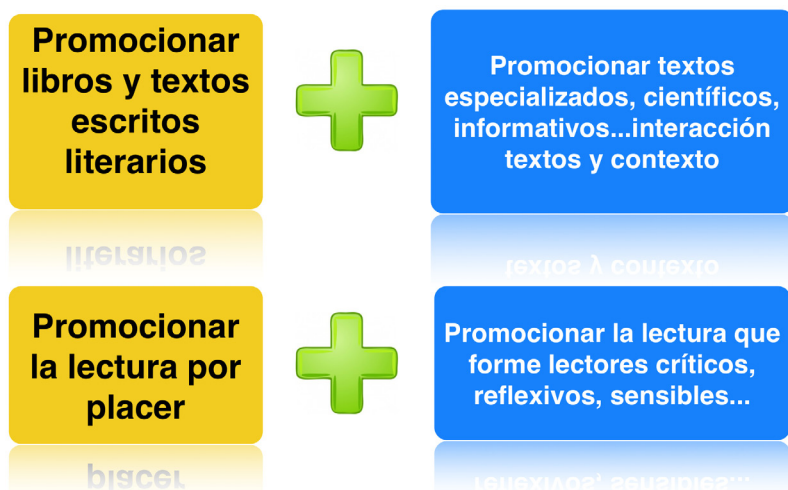 Promocionar
libros y textos
escritos
literarios
Promocionar textos
especializados, científicos,
informativos...interacción
textos y contexto
Promocionar
la lectura por
placer
Promocionar la lectura que
forme lectores críticos,
reflexivos, sensibles...